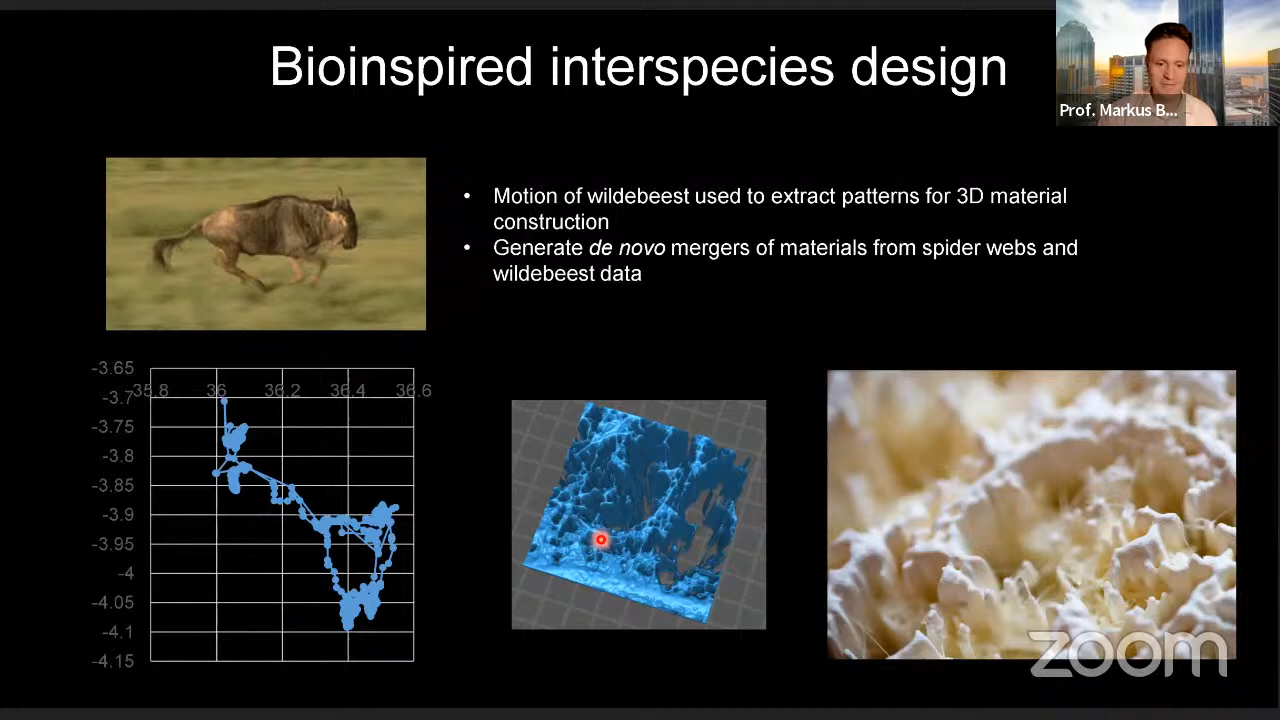 Bioinspired interspecies design
Prof. Markus B...
• Motion of wildebeest used to extract patterns for 3D material
construction
• Generate de novo mergers of materials from spider webs and
wildebeest data
-3.65
35.8 36 36.2 36.4 36.6
-3.7
-3.75
-3.8
-3.85
-3.9
-3.95
-4
-4.05
-4.1
-4.15
zoom